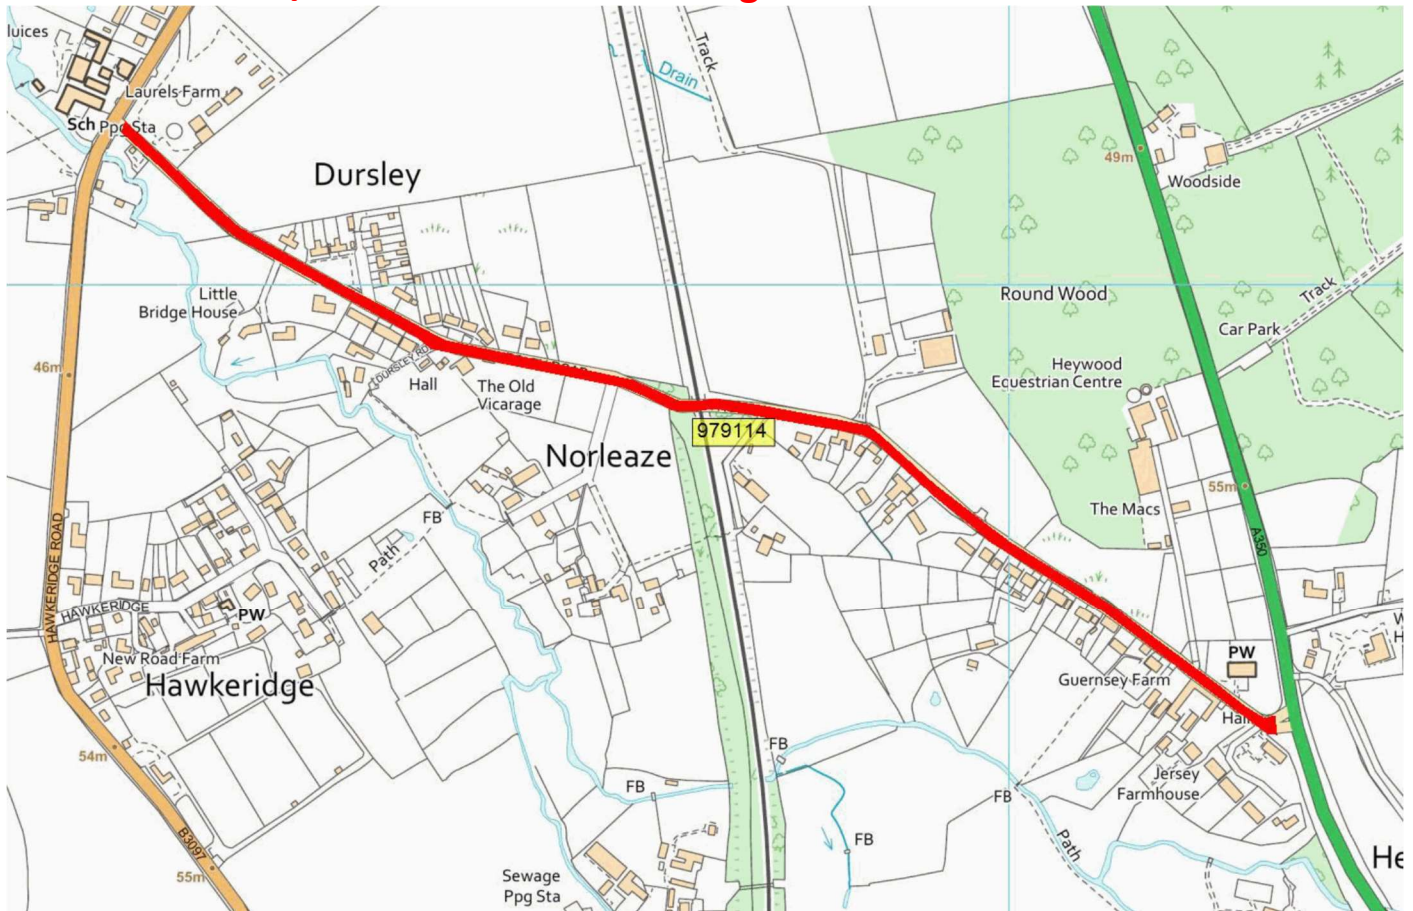 luices
Track
Drain
Laurels Farm
Sch
Ppg Sta
Dursley
49m
Woodside
Little
Bridge House
Round Wood
Track
Car Park
46m
DURSLEY RD
Hall
The Old
Vicarage
Heywood
Equestrian Centre
979114
Norleaze
55m
The Macs
FB
A350
Path
HAWKERIDGE ROAD
HAWKERIDGE
PW
New Road Farm
Hawkeridge
PW
Guernsey Farm
54m
FB
FB
FB
FB
Jersey
Farmhouse
Path
B3097
55m
Sewage
Ppg Sta
He